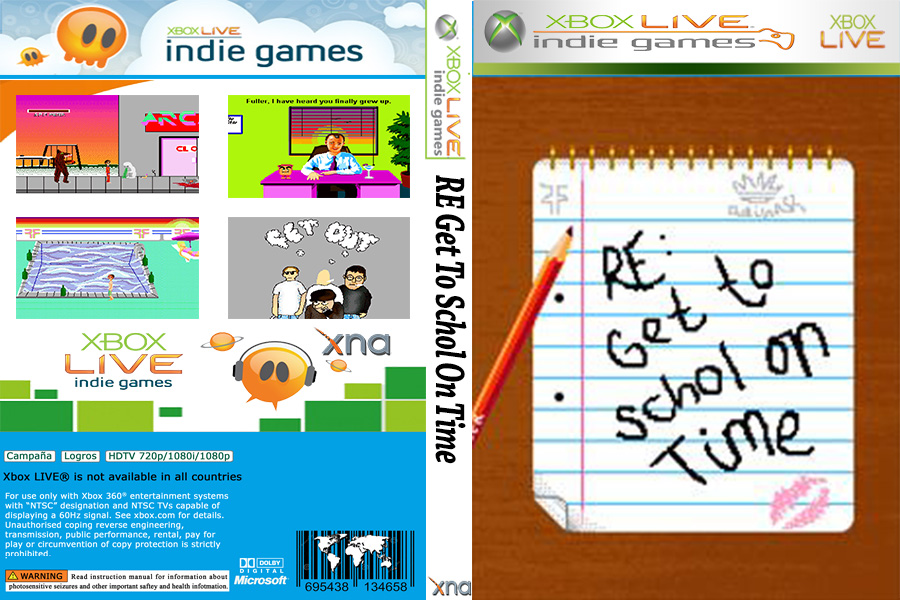 XBOX LIVE
indie games
Fuller, I have heard you finally grew up.
ARC
CLO
GET OUT
XBOX
LIVE
indie games
xna
Campaña Logros HDTV 720p/1080i/1080p
Xbox LIVE® is not available in all countries
For use only with Xbox 360® entertainment systems
with "NTSC" designation and NTSC TVs capable of
displaying a 60Hz signal. See xbox.com for details.
Unauthorised coping reverse engineering,
transmission, public performance, rental, pay for
play or circumvention of copy protection is strictly
prohibited.
WARNING Read instruction manual for information about
photosensitive seizures and other important saftey and health infotmation.
DOLBY
DIGITAL
Microsoft
695438 134658
XBOX LIVE
indie games
RE Get To Schol On Time
xna
XBOX LIVE
indie games
XBOX
LIVE
RE:
Get to
schol on
Time